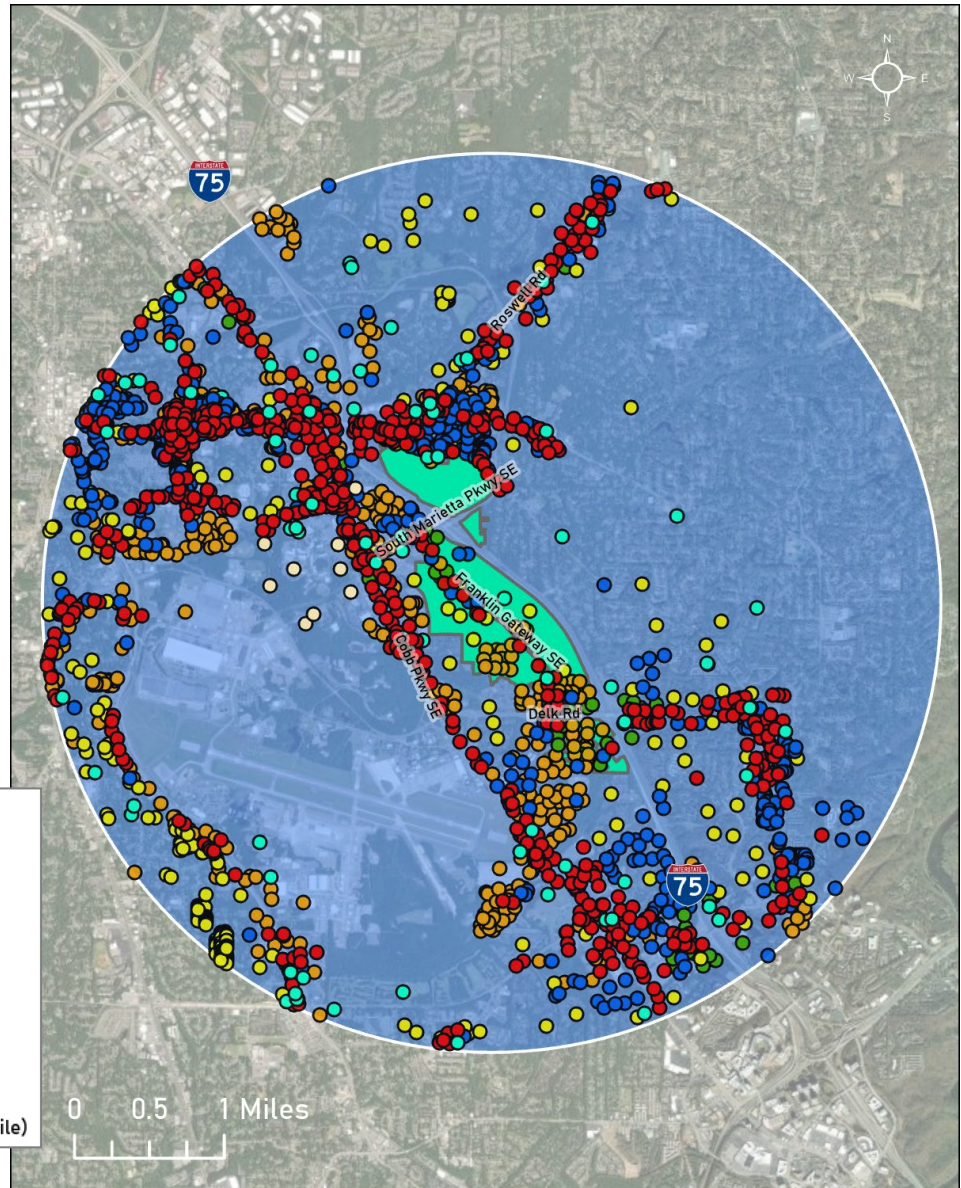 N
W E
S
INTERSTATE
75
Roswell Rd
South Marietta Pkwy SE
Franklin Gateway SE
Cobb Pkwy SE
Delk Rd
INTERSTATE
75
0 0.5 1 Miles
ile)